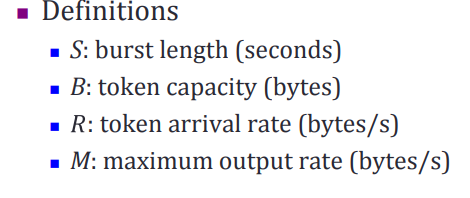 Definitions
S: burst length (seconds)
B: token capacity (bytes)
R: token arrival rate (bytes/s)
M: maximum output rate (bytes/s)